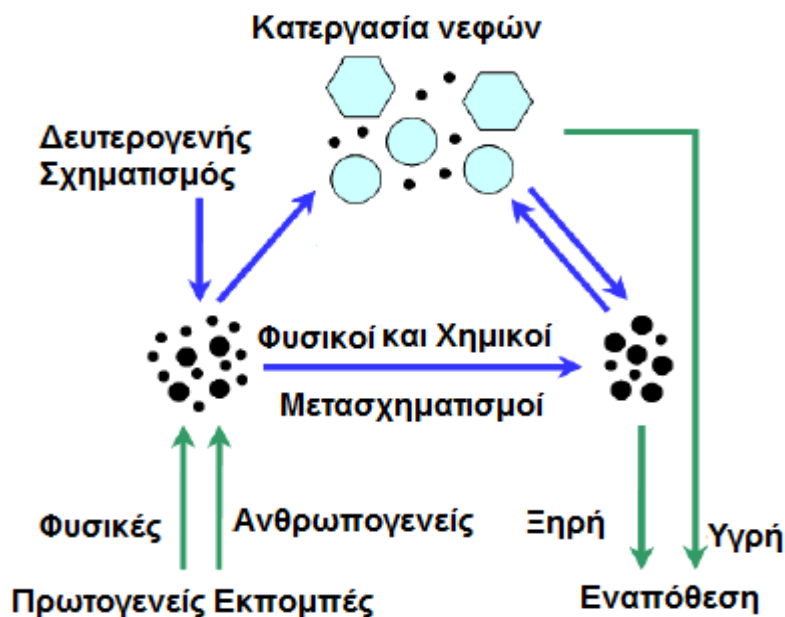 Κατεργασία νεφών
Δευτερογενής
Σχηματισμός
Φυσικοί και Χημικοί
Μετασχηματισμοί
Φυσικές
Ανθρωπογενείς
Ξηρή
Υγρή
Πρωτογενείς Εκπομπές
Εναπόθεση